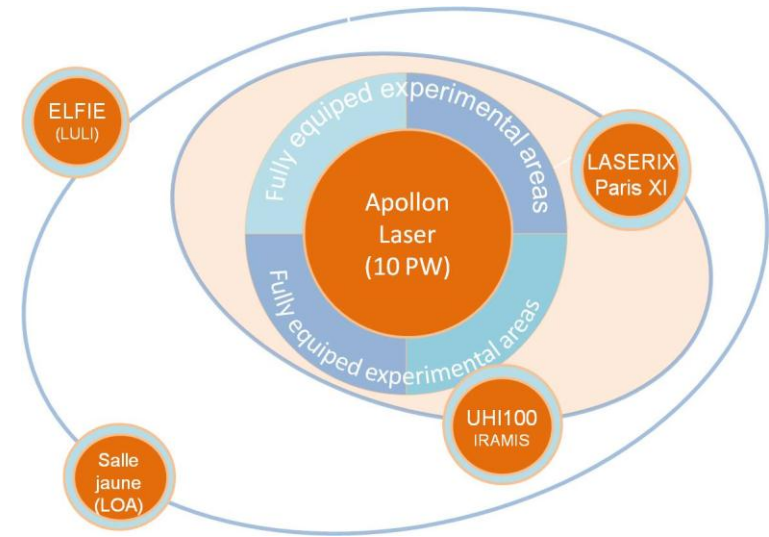 ELFIE
(LULI)
Fully equiped experimental areas
LASERIX
Paris XI
Apollon
Laser
(10 PW)
Fully equiped experimental areas
UHI100
IRAMIS
Salle
jaune
(LOA)